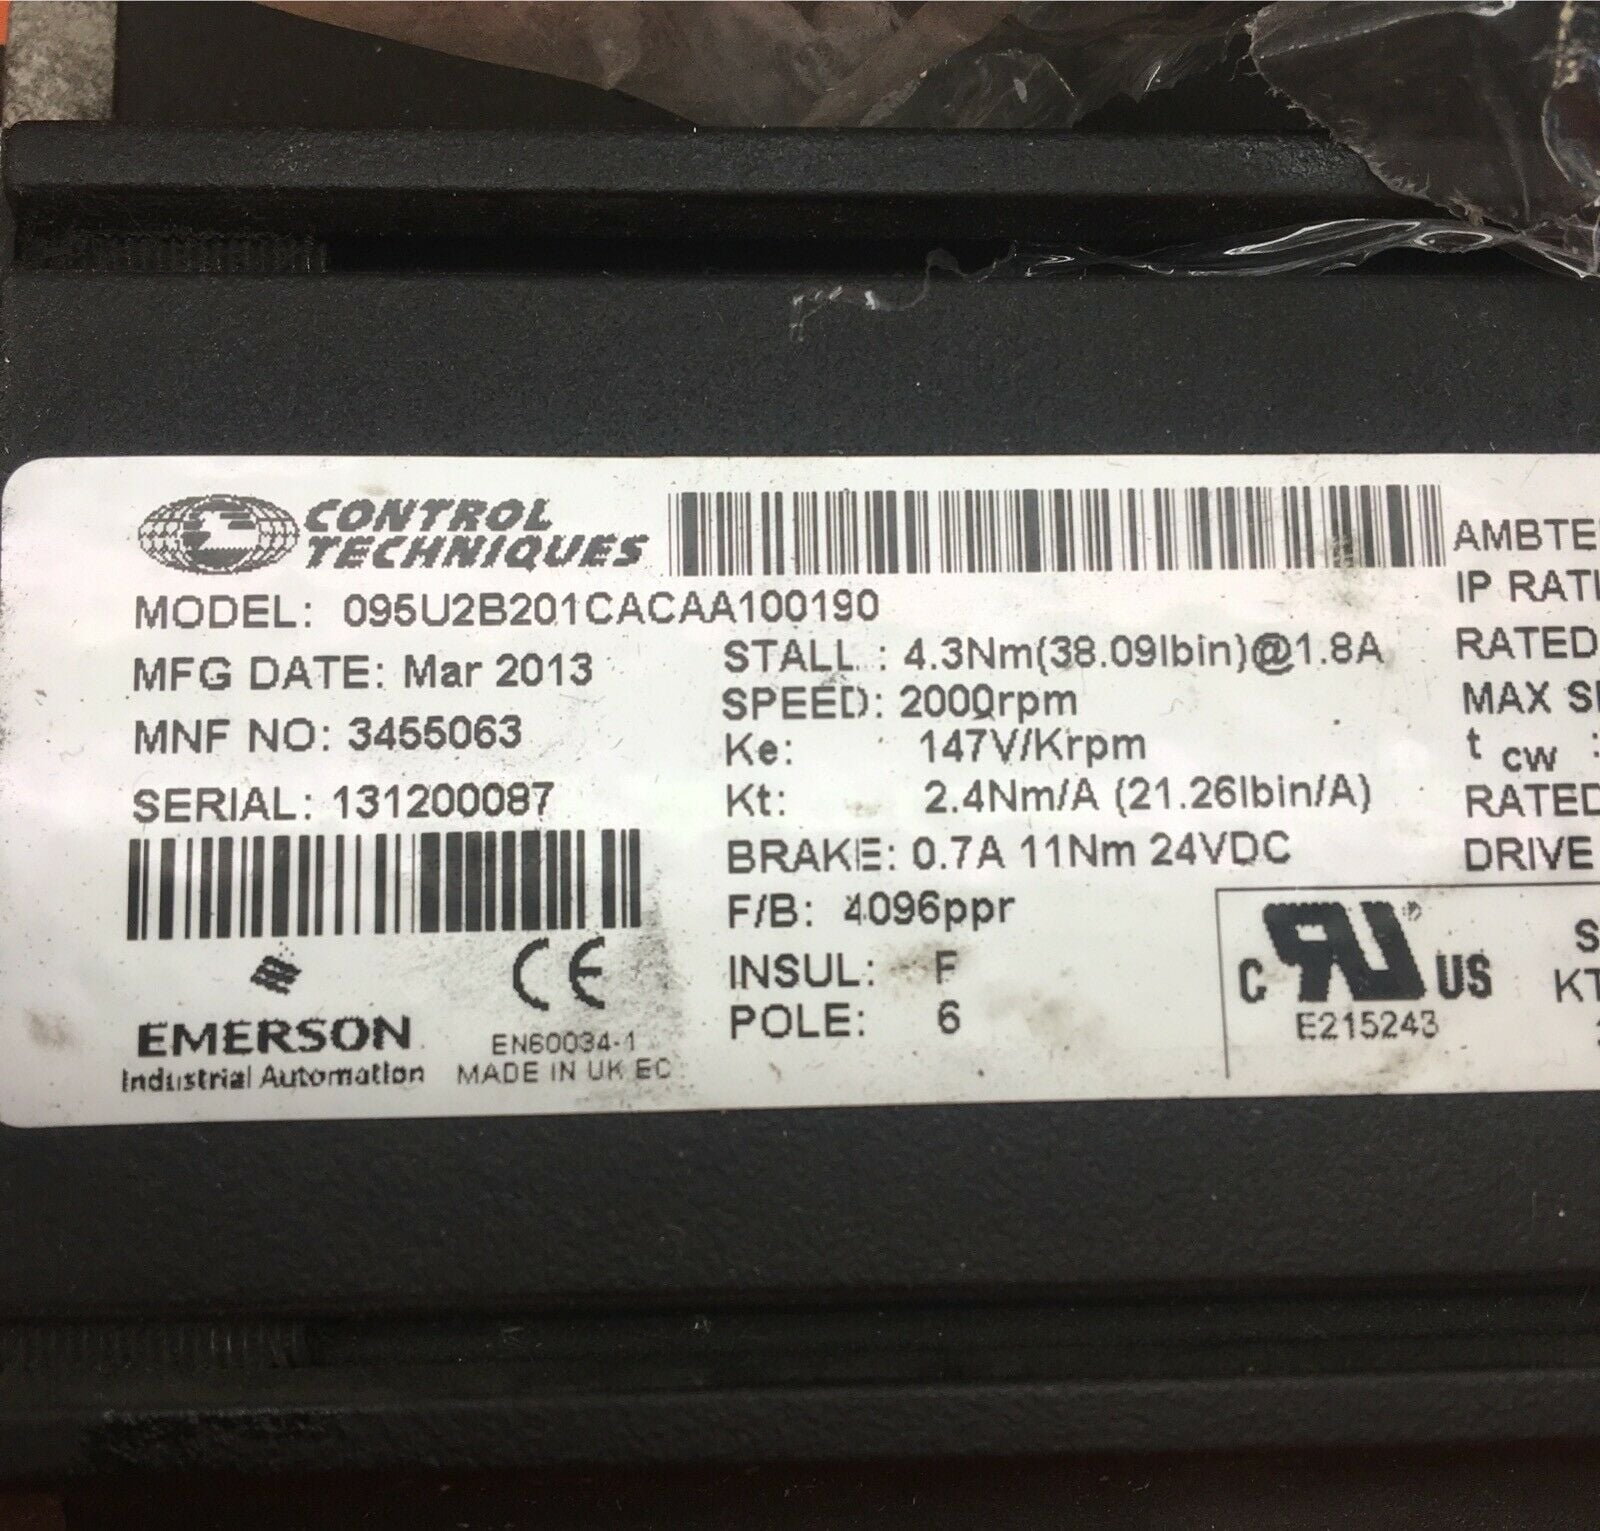 CONTROL
TECHNIQUES
MODEL: 095U2B201CACAA100190
MFG DATE: Mar 2013
MNF NO: 3455063
SERIAL: 131200087
EMERSON
Industrial Automation
CE
EN60034-1
MADE IN UK EC
STALL : 4.3Nm(38.09lbin)@1.8A
SPEED: 2000rpm
Ke: 147V/Krpm
Kt: 2.4Nm/A (21.26lbin/A)
BRAKE: 0.7A 11Nm 24VDC
F/B: 4096ppr
INSUL: F
POLE: 6
AMBTE
IP RATI
RATED
MAX S
t cw :
RATED
DRIVE
C RU ® US
E215243
S
KT